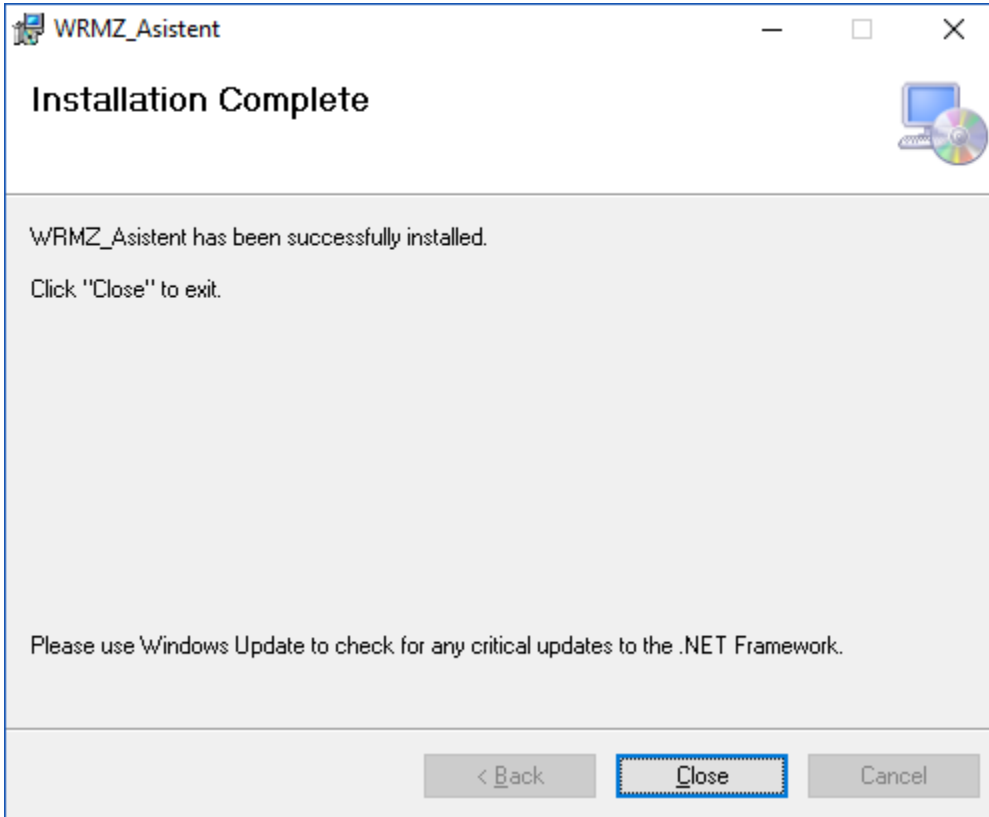 WRMZ_Asistent
Installation Complete
WRMZ_Asistent has been successfully installed.
Click "Close" to exit.
Please use Windows Update to check for any critical updates to the .NET Framework.
< Back
Close
Cancel